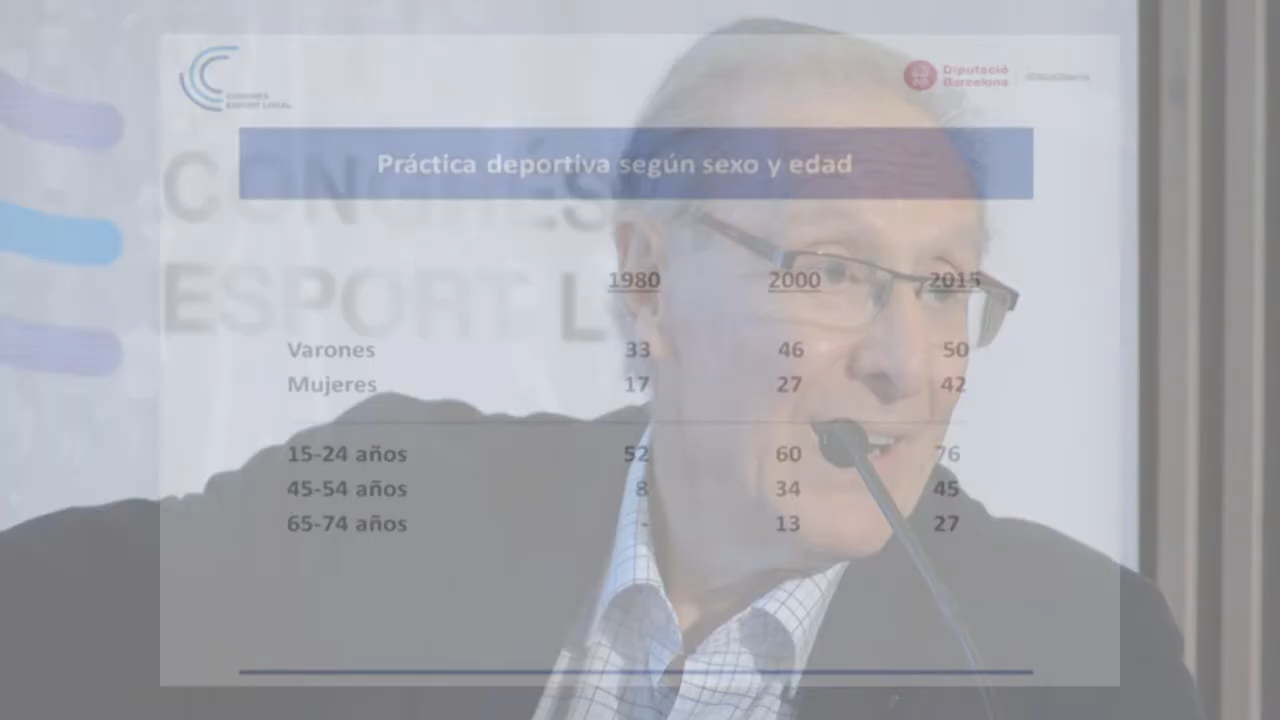 CONGRÉS
ESPORT LOCAL
Diputació
Barcelona
Práctica deportiva según sexo y edad
CONGRÉS
ESPORT L
1980 2000 2015
Varones 33 46 50
Mujeres 17 27 42
15-24 años 52 60 76
45-54 años 8 34 45
65-74 años - 13 27